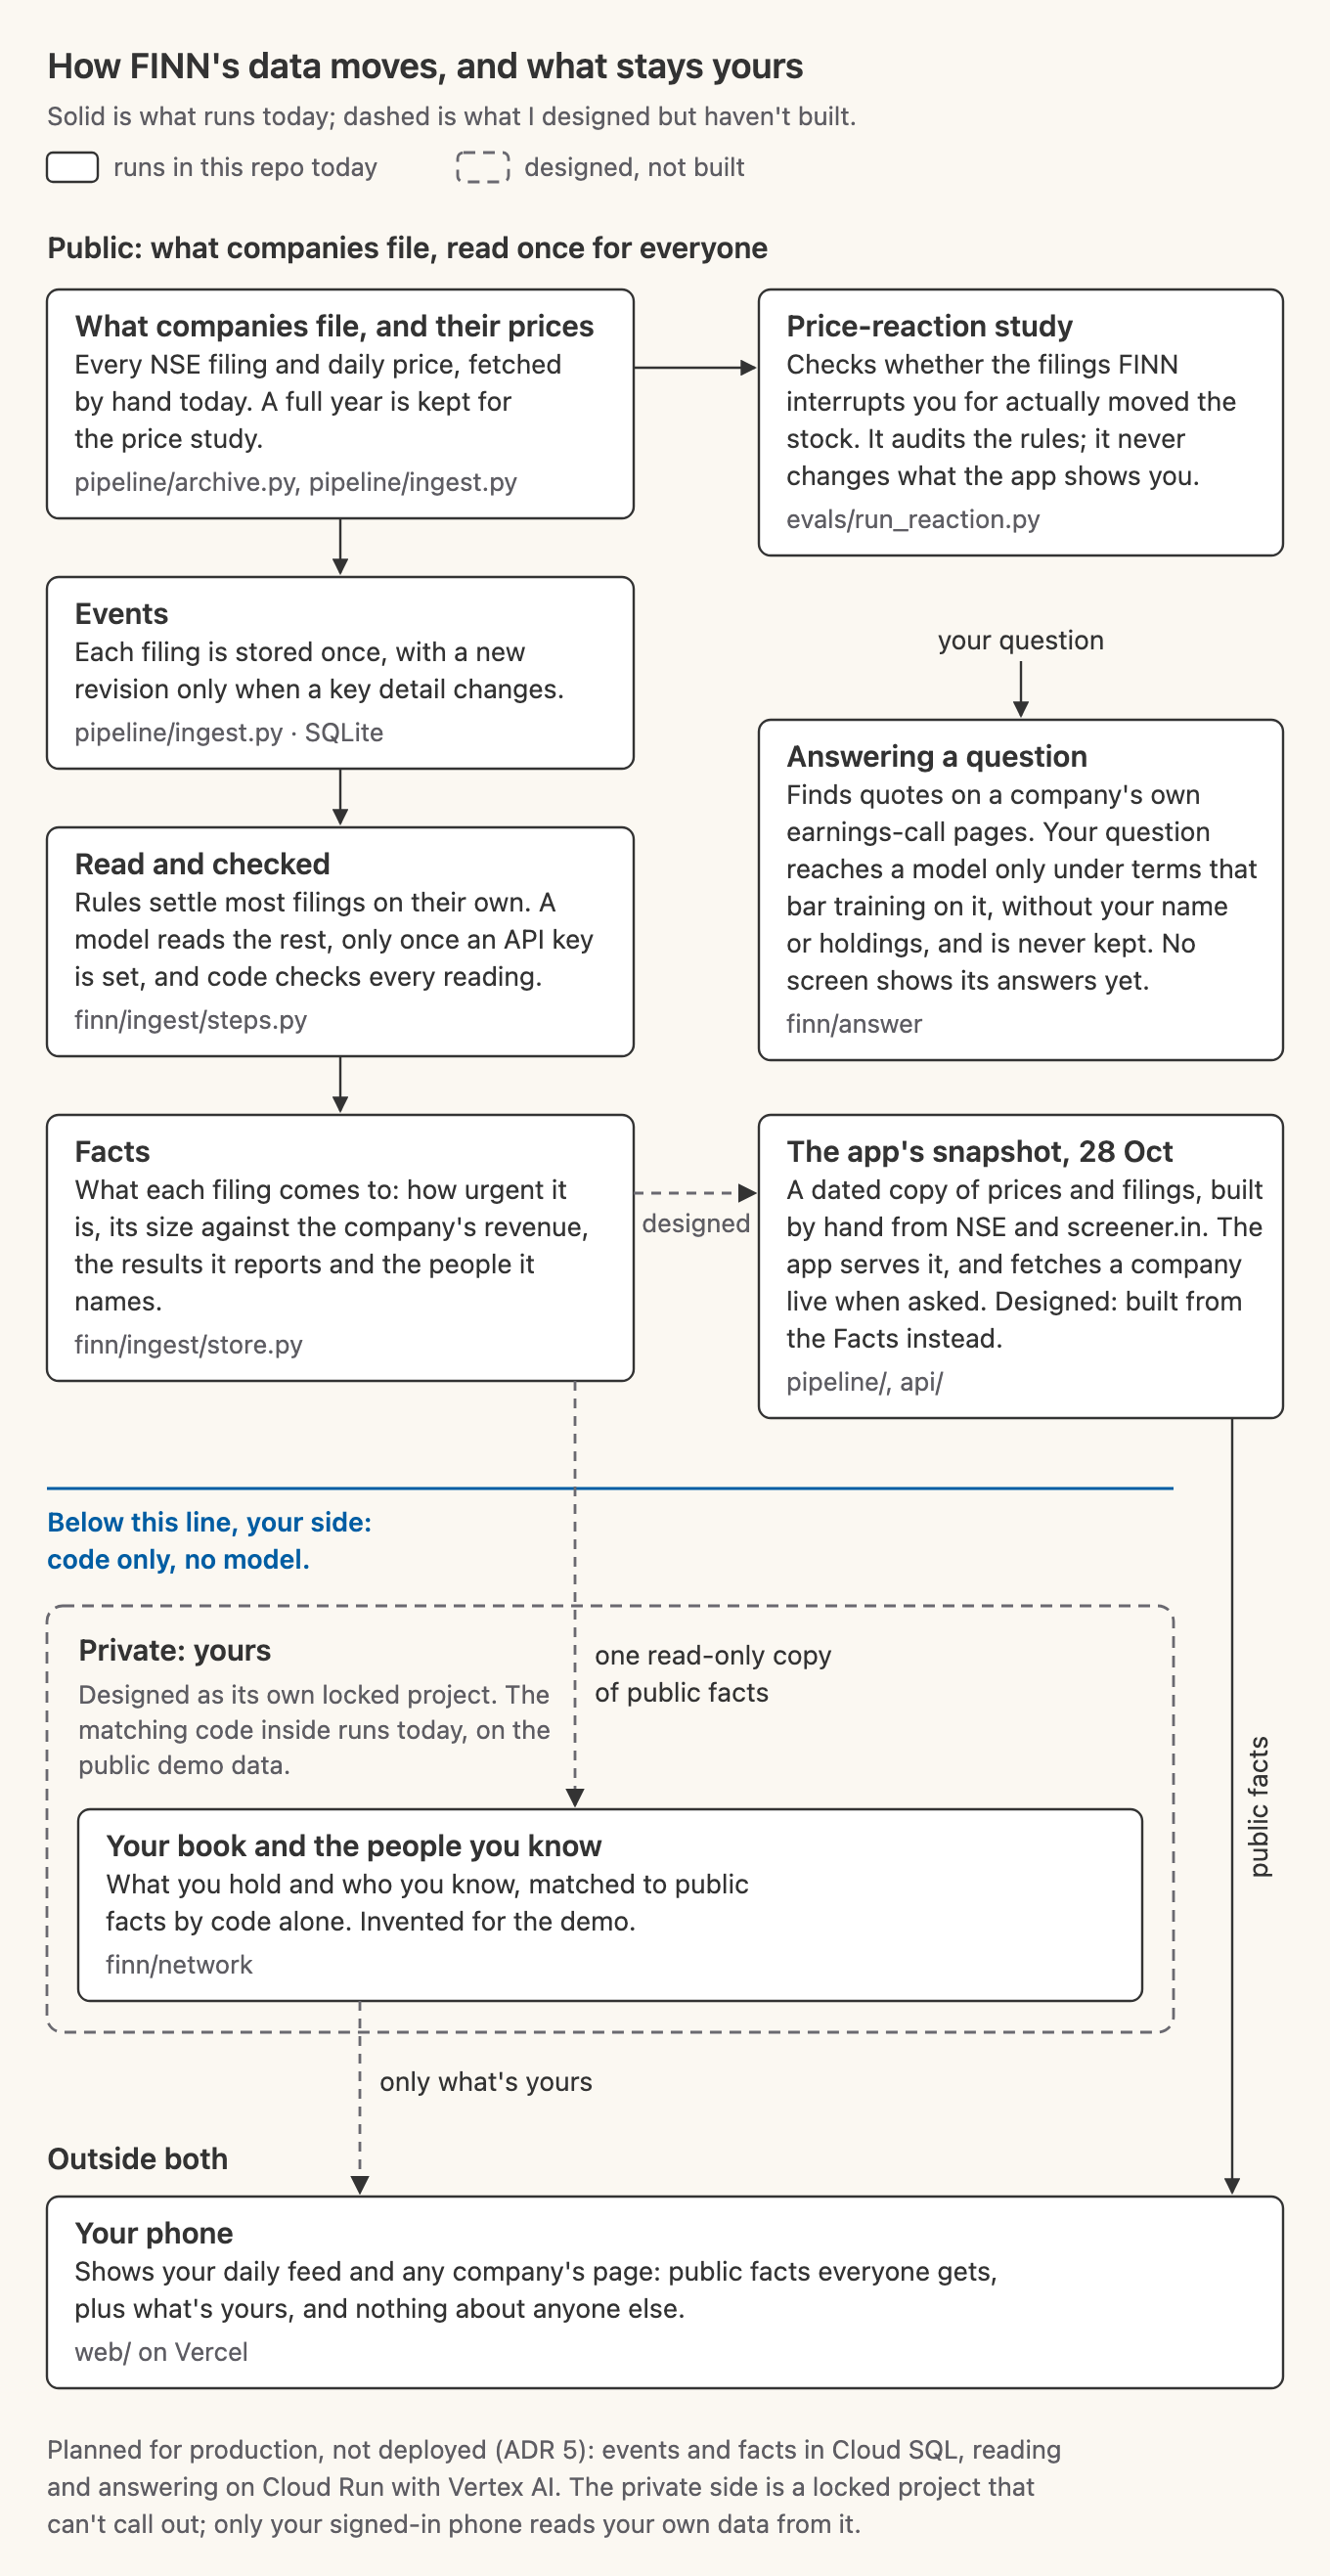 How FINN's data moves, and what stays yours
Solid is what runs today; dashed is what I designed but haven't built.
runs in this repo today
designed, not built
Public: what companies file, read once for everyone
What companies file, and their prices
Every NSE filing and daily price, fetched
by hand today. A full year is kept for
the price study.
pipeline/archive.py, pipeline/ingest.py
Price-reaction study
Checks whether the filings FINN
interrupts you for actually moved the
stock. It audits the rules; it never
changes what the app shows you.
evals/run_reaction.py
Events
Each filing is stored once, with a new
revision only when a key detail changes.
pipeline/ingest.py · SQLite
your question
Answering a question
Finds quotes on a company's own
earnings-call pages. Your question
reaches a model only under terms that
bar training on it, without your name
or holdings, and is never kept. No
screen shows its answers yet.
finn/answer
Read and checked
Rules settle most filings on their own. A
model reads the rest, only once an API key
is set, and code checks every reading.
finn/ingest/steps.py
Facts
What each filing comes to: how urgent it
is, its size against the company's revenue,
the results it reports and the people it
names.
finn/ingest/store.py
designed
The app's snapshot, 28 Oct
A dated copy of prices and filings, built
by hand from NSE and screener.in. The
app serves it, and fetches a company
live when asked. Designed: built from
the Facts instead.
pipeline/, api/
Below this line, your side:
code only, no model.
Private: yours
Designed as its own locked project. The
matching code inside runs today, on the
public demo data.
one read-only copy
of public facts
public facts
Your book and the people you know
What you hold and who you know, matched to public
facts by code alone. Invented for the demo.
finn/network
only what's yours
Outside both
Your phone
Shows your daily feed and any company's page: public facts everyone gets,
plus what's yours, and nothing about anyone else.
web/ on Vercel
Planned for production, not deployed (ADR 5): events and facts in Cloud SQL, reading
and answering on Cloud Run with Vertex AI. The private side is a locked project that
can't call out; only your signed-in phone reads your own data from it.